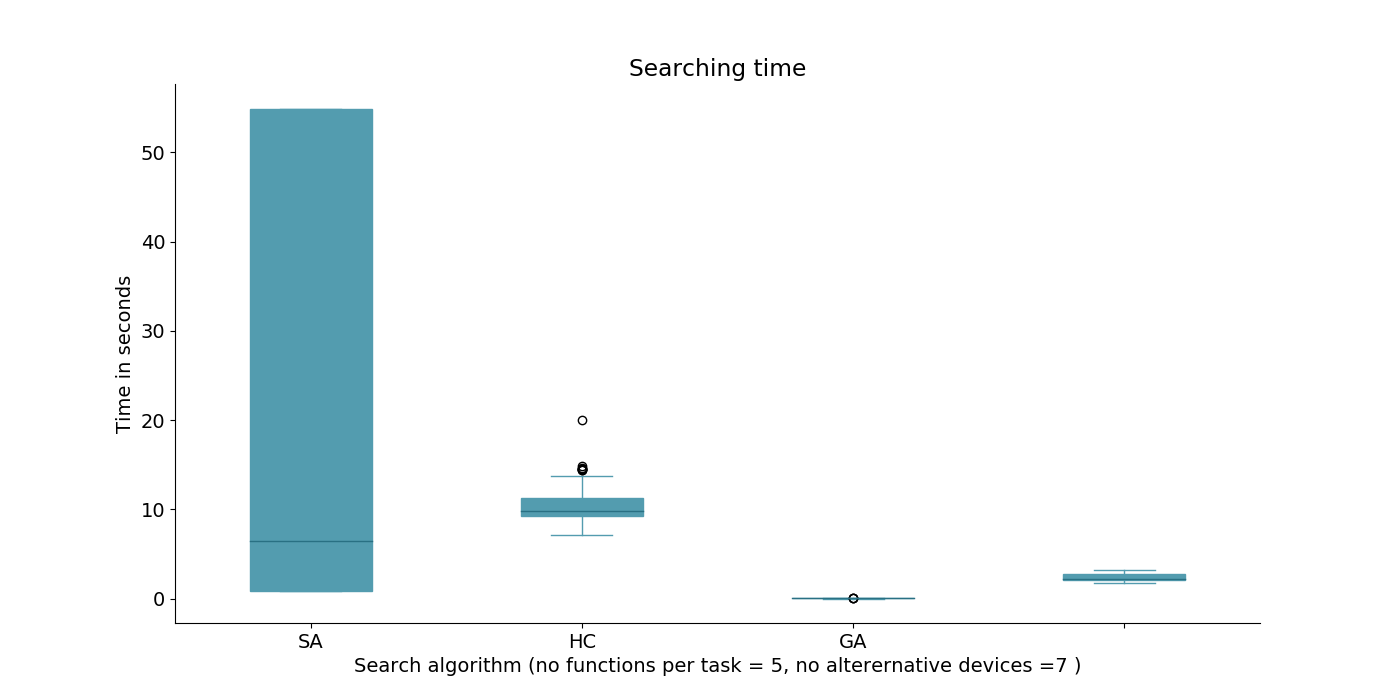 Searching time
50
40
30
20
10
0
Time in seconds
SA HC GA
Search algorithm (no functions per task = 5, no alterernative devices =7 )